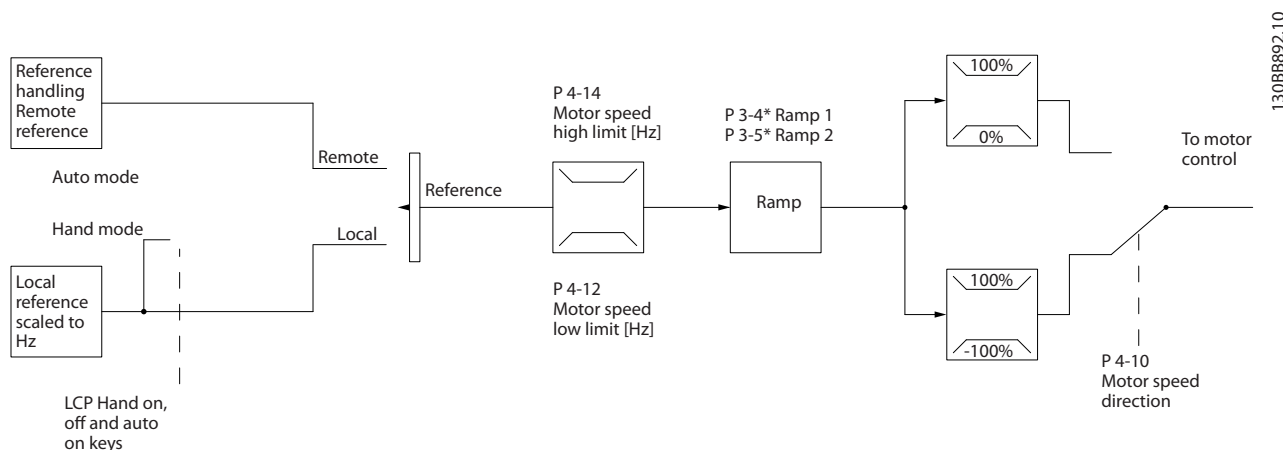 Reference
handling
Remote
reference
Auto mode
Hand mode
Local
reference
scaled to
Hz
LCP Hand on,
off and auto
on keys
Remote
Local
Reference
P 4-14
Motor speed
high limit [Hz]
P 4-12
Motor speed
low limit [Hz]
P 3-4* Ramp 1
P 3-5* Ramp 2
Ramp
100%
0%
100%
-100%
To motor
control
P 4-10
Motor speed
direction
130BB892.10